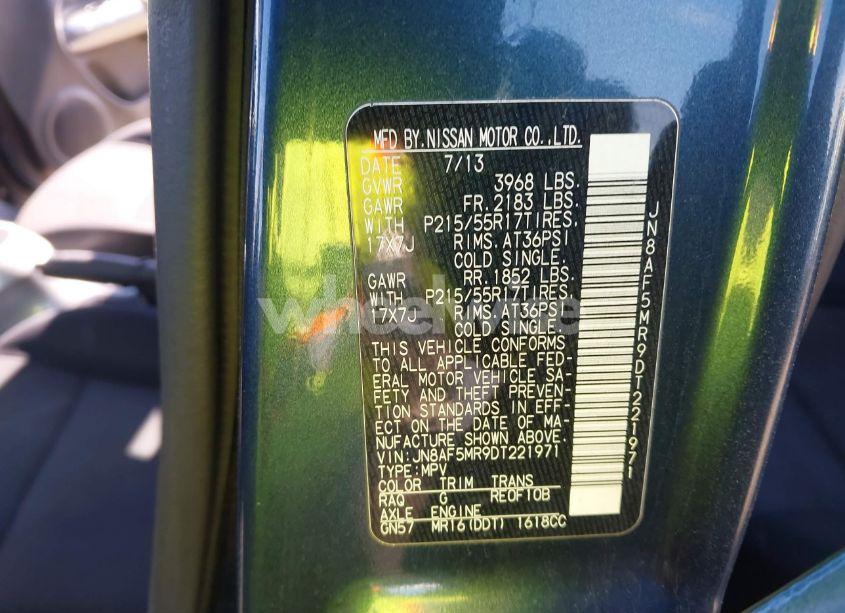 MFD BY.NISSAN MOTOR CO.,LTD.
DATE 7/13
GVWR 3968 LBS.
GAWR FR.2183 LBS.
WITH P215/55R17TIRES.
17X7J RIMS.AT36PSI
COLD SINGLE.
GAWR RR.1852 LBS.
WITH P215/55R17TIRES.
17X7J RIMS.AT36PSI
COLD SINGLE.
THIS VEHICLE CONFORMS
TO ALL APPLICABLE FED-
ERAL MOTOR VEHICLE SA-
FETY AND THEFT PREVEN-
TION STANDARDS IN EFF-
ECT ON THE DATE OF MA-
NUFACTURE SHOWN ABOVE.
VIN:JN8AF5MR9DT221971
TYPE:MPV
COLOR TRIM TRANS
RAQ G REOF10B
AXLE ENGINE
GN57 MR16(DDT) 1618CC
JN8AF5MR9DT221971